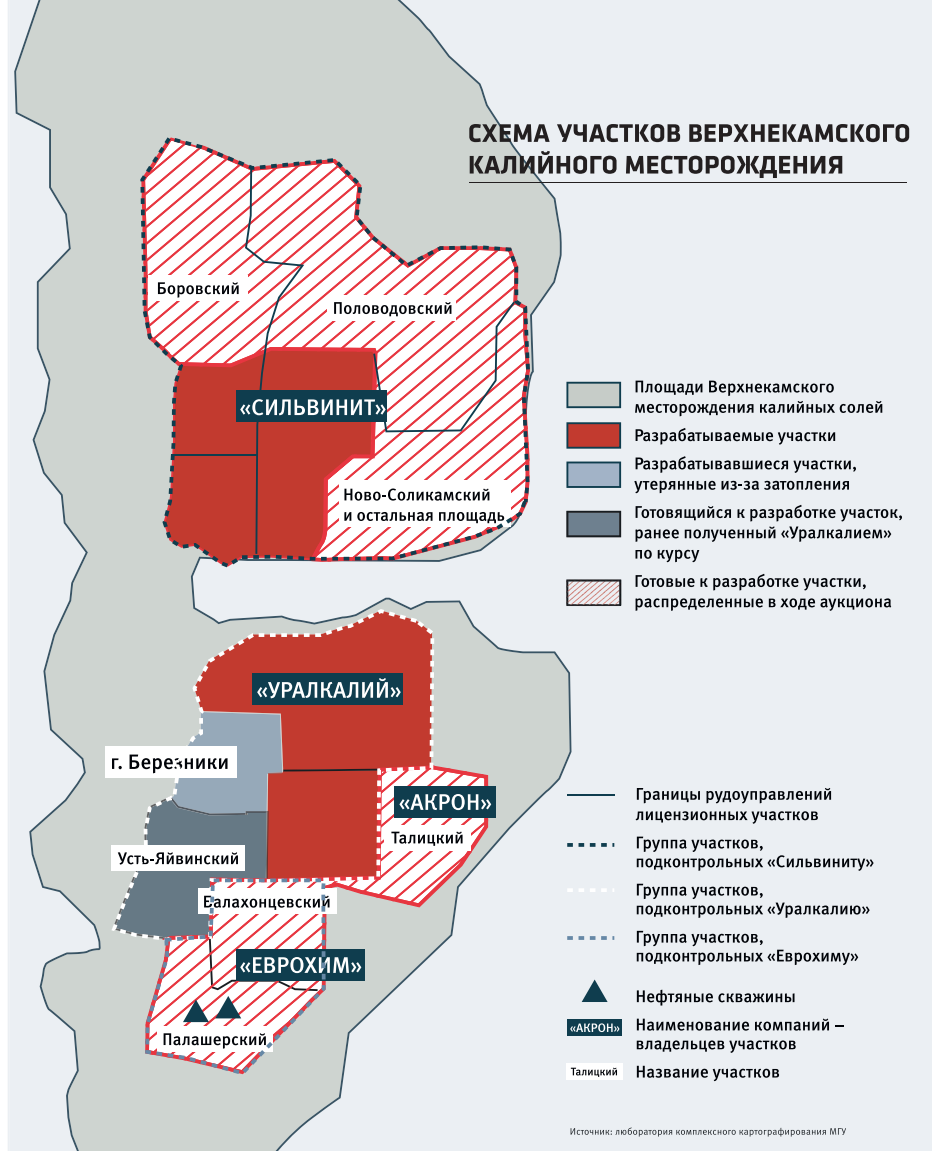 СХЕМА УЧАСТКОВ ВЕРХНЕКАМСКОГО
КАЛИЙНОГО МЕСТОРОЖДЕНИЯ
Боровский
Половодовский
«СИЛЬВИНИТ»
Ново-Соликамский
и остальная площадь
Площади Верхнекамского
месторождения калийных солей
Разрабатываемые участки
Разрабатывавшиеся участки,
утерянные из-за затопления
Готовящийся к разработке участок,
ранее полученный «Уралкалием»
по курсу
Готовые к разработке участки,
распределенные в ходе аукциона
«УРАЛКАЛИЙ»
г. Березники
«АКРОН»
Талицкий
Усть-Яйвинский
Балахонцевский
«ЕВРОХИМ»
Палашерский
Границы рудоуправлений
лицензионных участков
Группа участков,
подконтрольных «Сильвиниту»
Группа участков,
подконтрольных «Уралкалию»
Группа участков,
подконтрольных «Еврохиму»
Нефтяные скважины
«АКРОН»
Наименование компаний –
владельцев участков
Талицкий
Название участков
Источник: люборатория комплексного картографирования МГУ